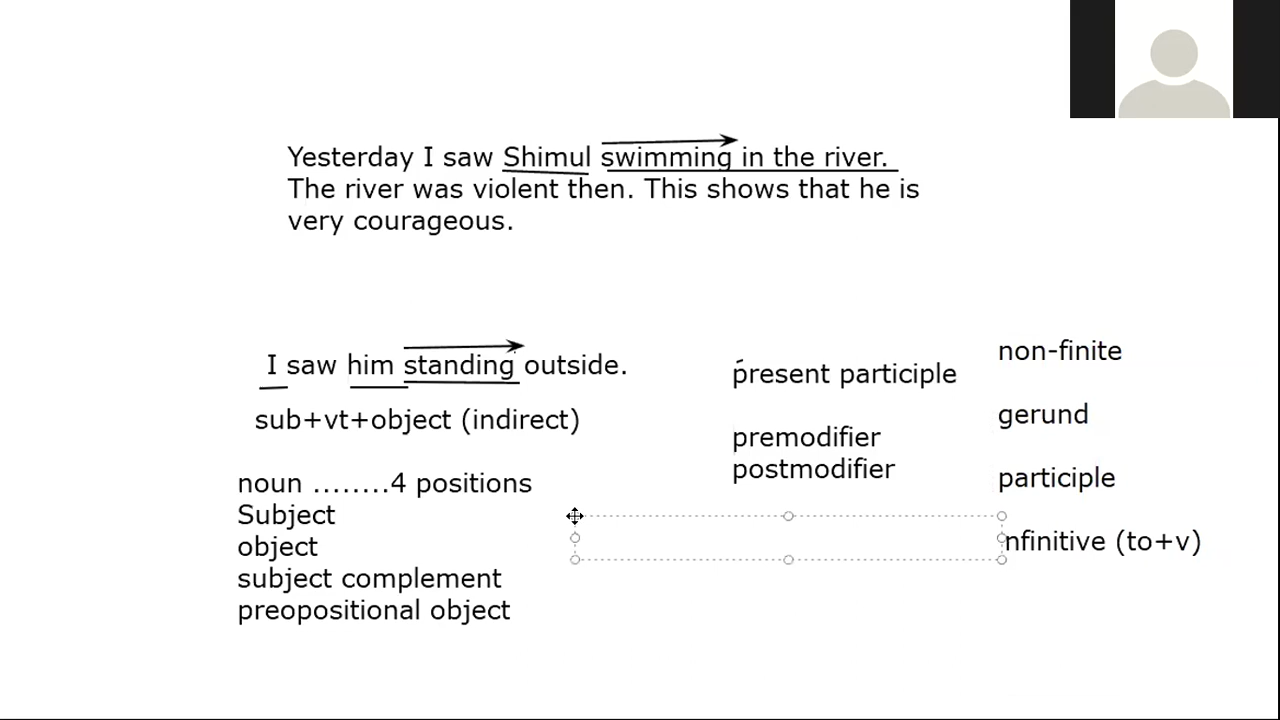 Yesterday I saw Shimul swimming in the river.
The river was violent then. This shows that he is
very courageous.
I saw him standing outside.
sub+vt+object (indirect)
noun ........4 positions
Subject
object
subject complement
preopositional object
present participle
premodifier
postmodifier
non-finite
gerund
participle
nfinitive (to+v)